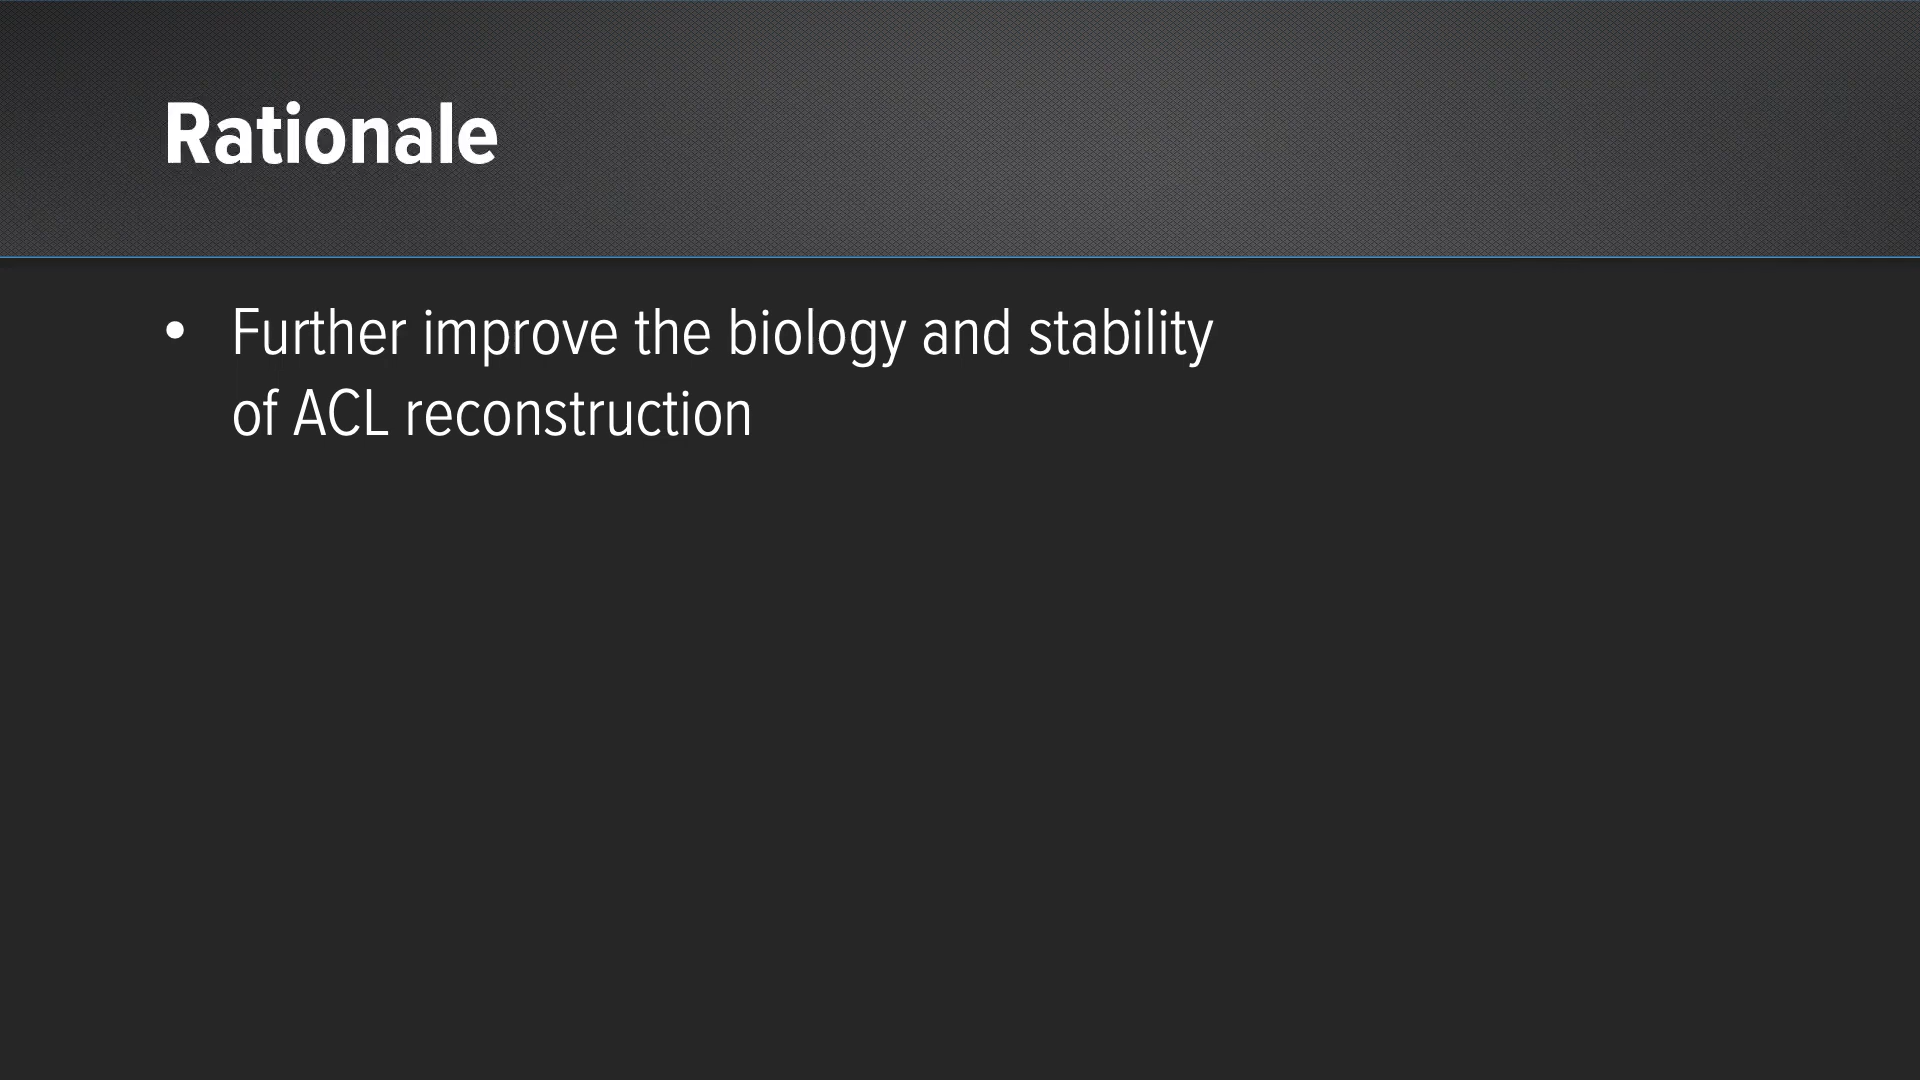 Rationale
• Further improve the biology and stability
of ACL reconstruction